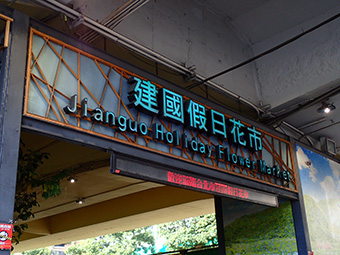 建國假日花市
Jianguo Holiday Flower Market